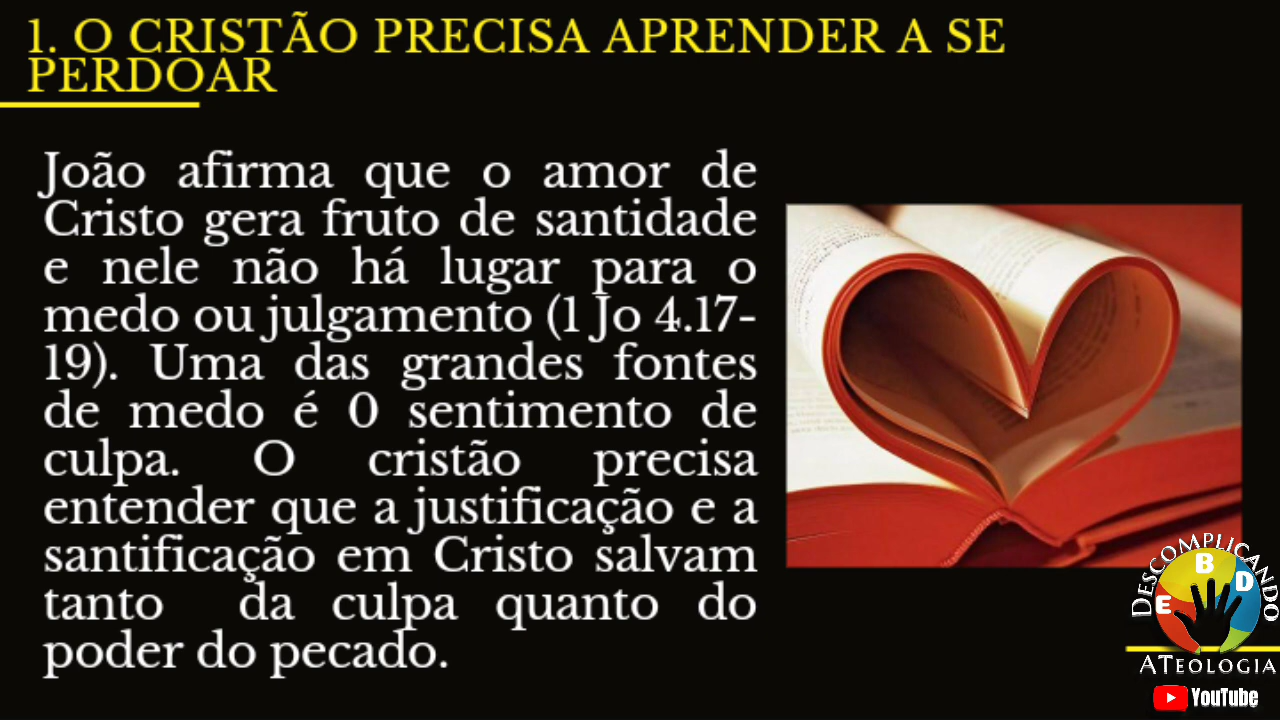 1. O CRISTÃO PRECISA APRENDER A SE
PERDOAR
João afirma que o amor de
Cristo gera fruto de santidade
e nele não há lugar para o
medo ou julgamento (1 Jo 4.17-
19). Uma das grandes fontes
de medo é 0 sentimento de
culpa. O cristão precisa
entender que a justificação e a
santificação em Cristo salvam
tanto da culpa quanto do
poder do pecado.
DESCOMPLICANDO
E B D
ATEOLOGIA
YouTube